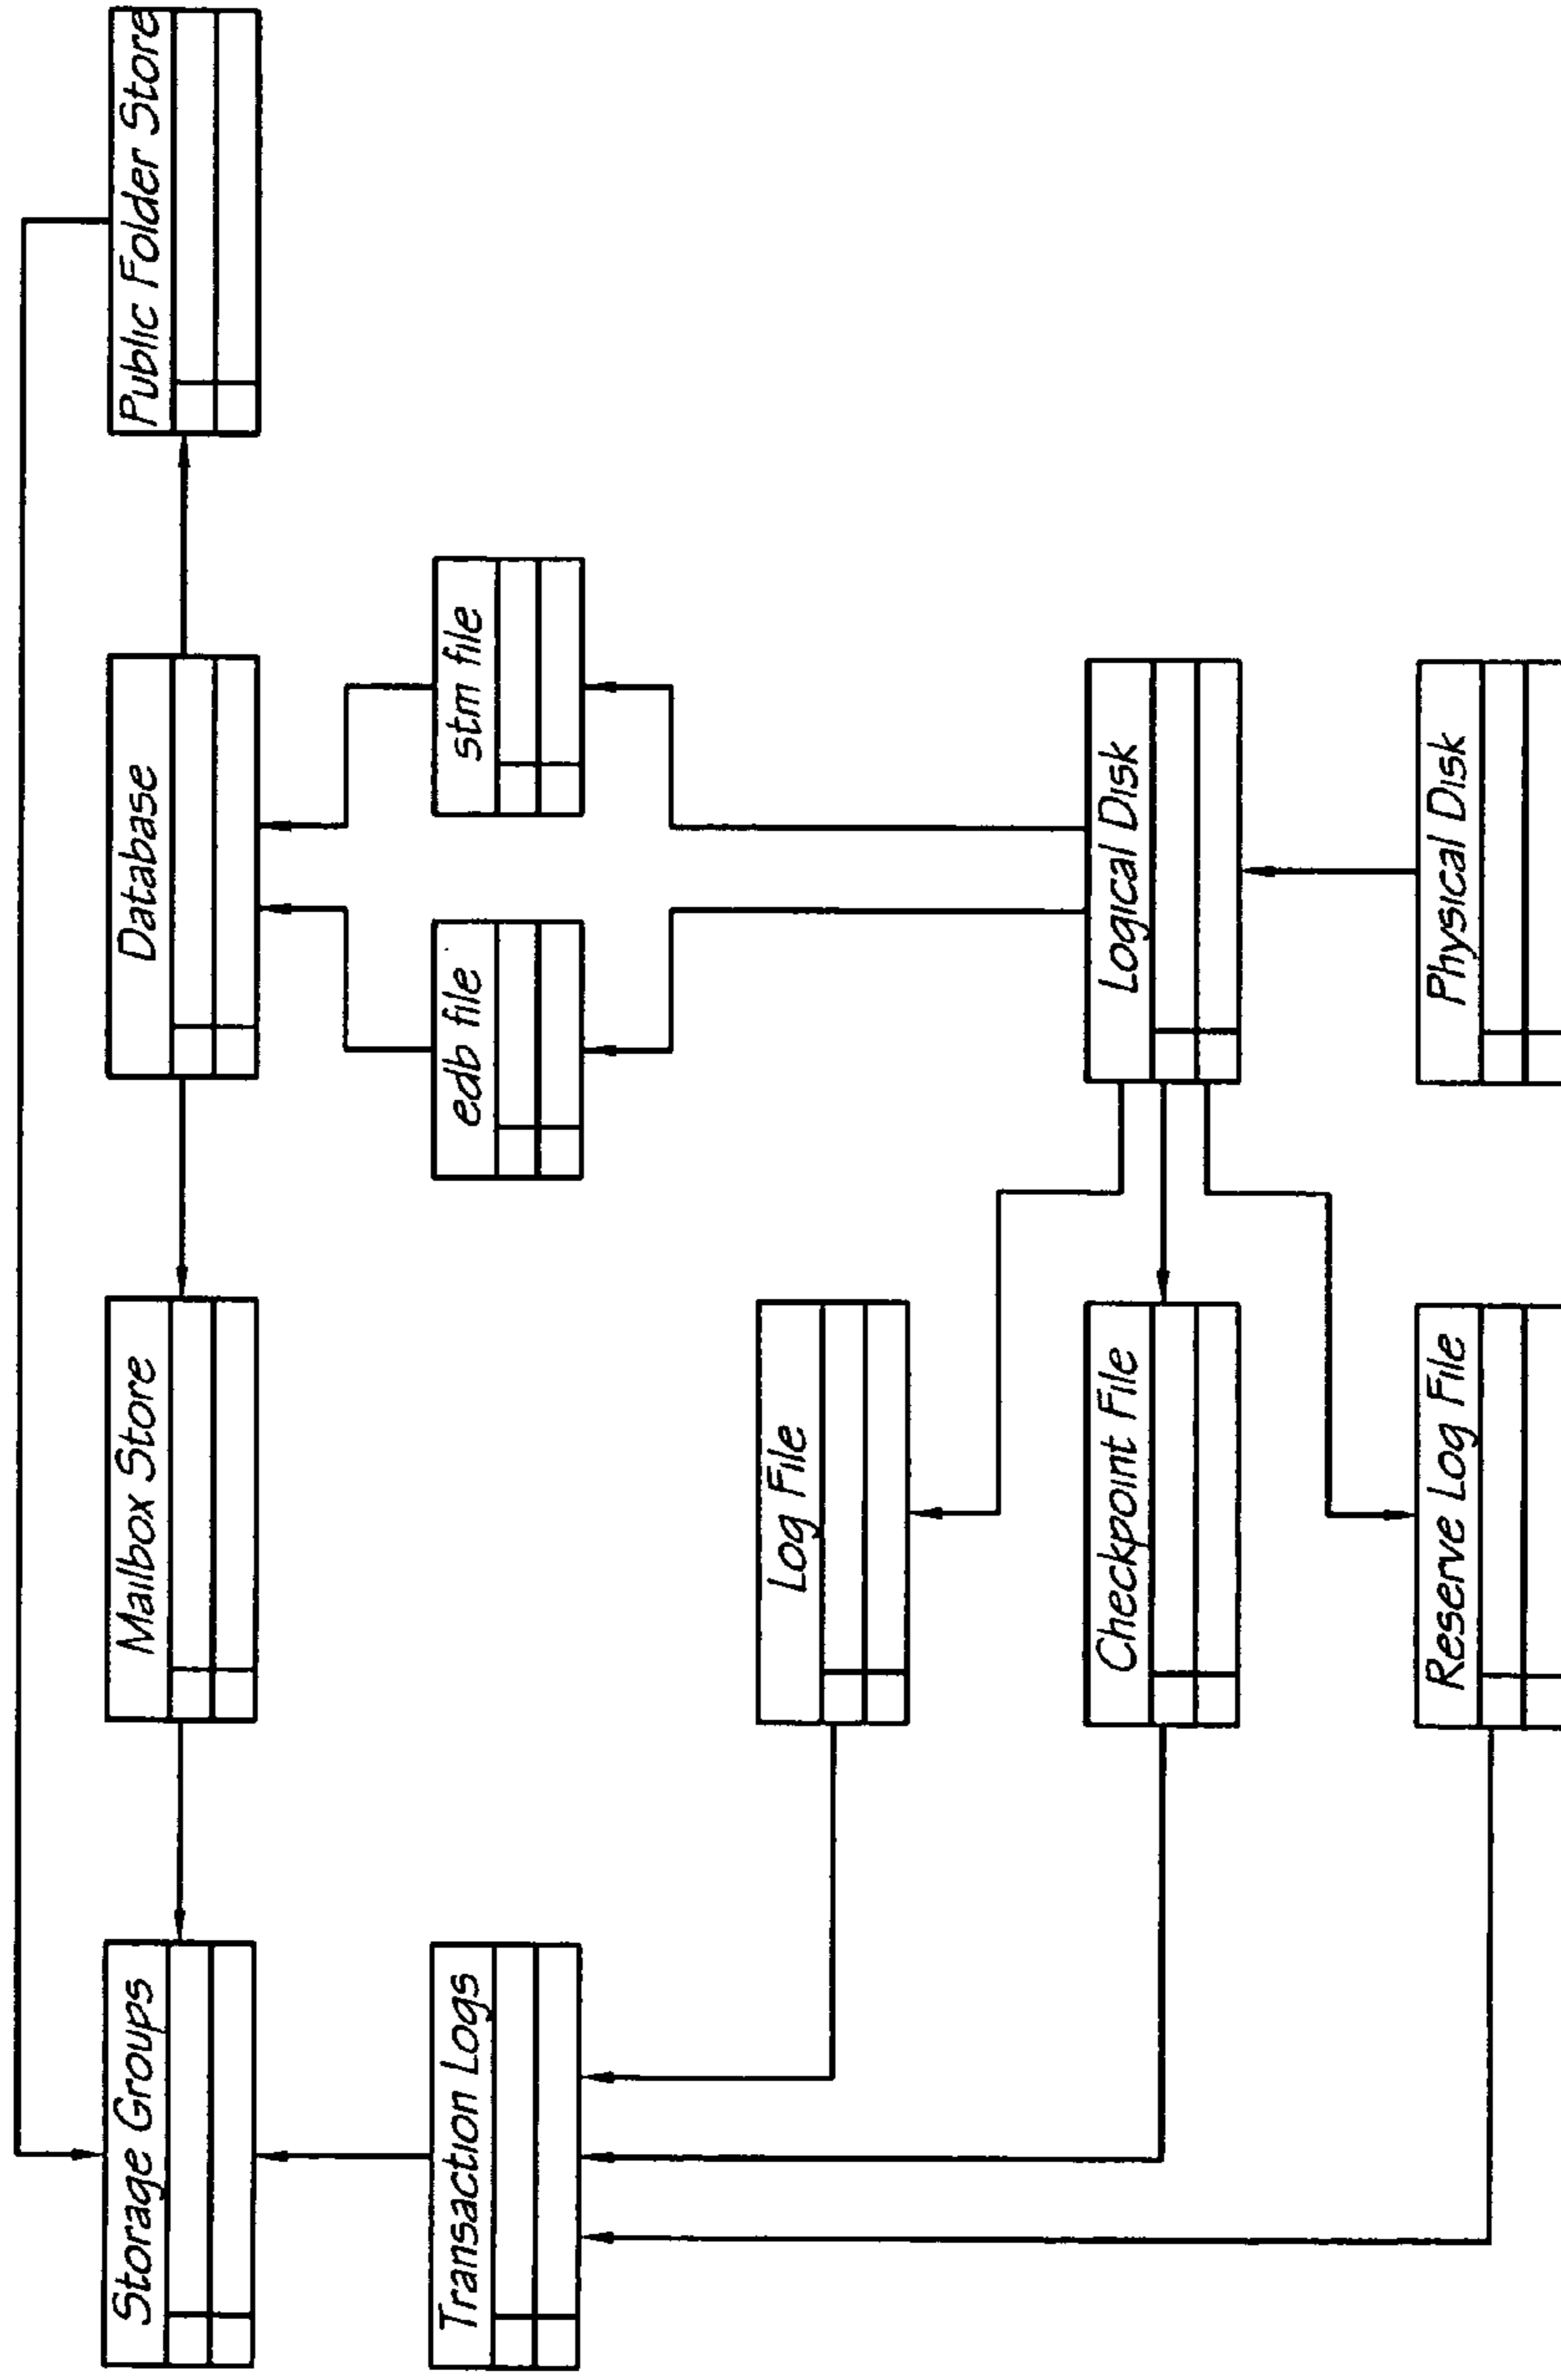 Storage Groups
Mailbox Store
Database
Public Folder Store
Transaction Logs
edb file
stm file
Log File
Checkpoint File
Logical Disk
Reserve Log File
Physical Disk